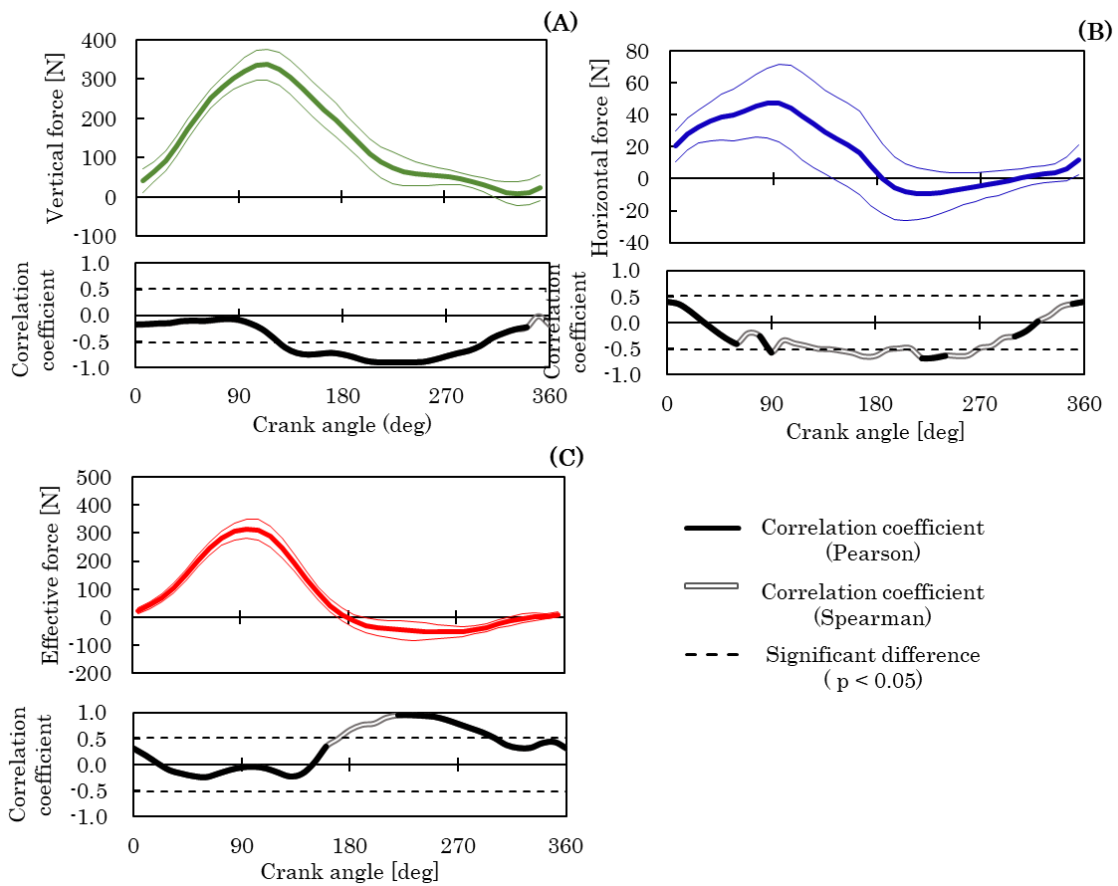 (A)
Vertical force [N]
400
300
200
100
0
-100
Correlation
coefficient
1.0
0.5
0.0
-0.5
-1.0
0 90 180 270 360
Crank angle (deg)
(B)
Horizontal force [N]
80
60
40
20
0
-20
-40
Correlation
coefficient
1.0
0.5
0.0
-0.5
-1.0
0 90 180 270 360
Crank angle [deg]
(C)
Effective force [N]
500
400
300
200
100
0
-100
-200
Correlation
coefficient
1.0
0.5
0.0
-0.5
-1.0
0 90 180 270 360
Crank angle [deg]
Correlation coefficient
(Pearson)
Correlation coefficient
(Spearman)
Significant difference
( p < 0.05)